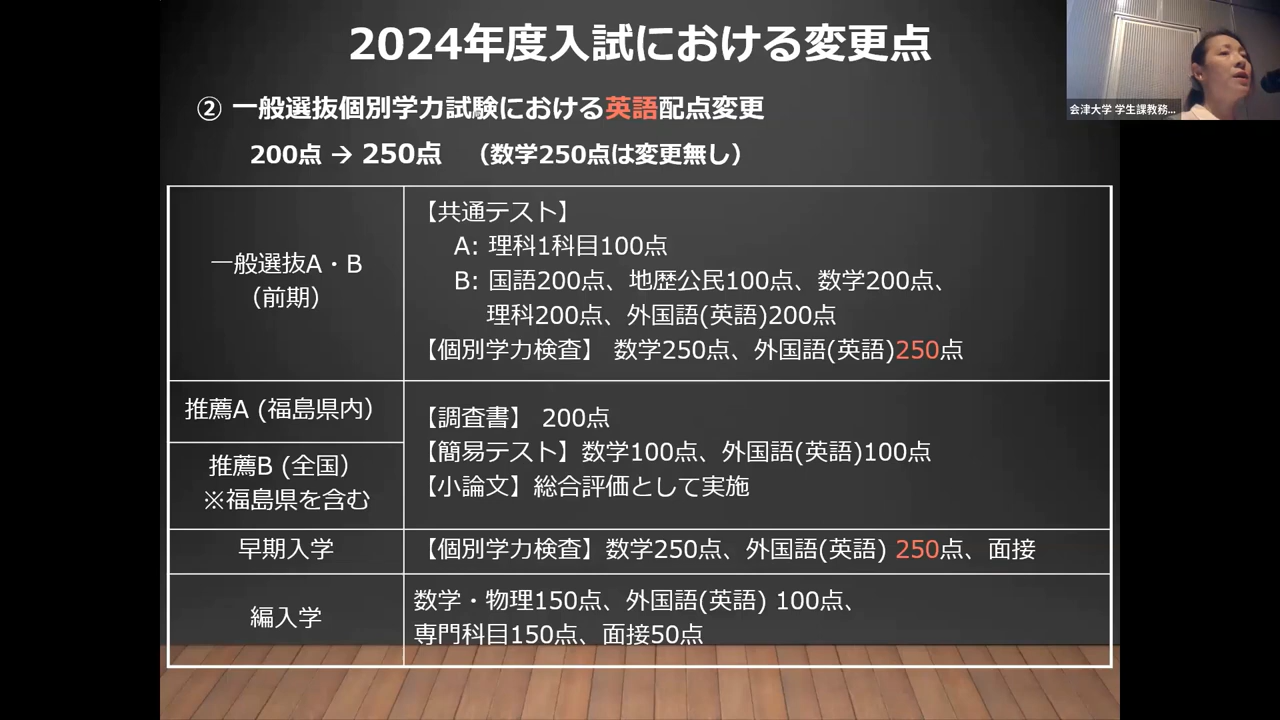 2024年度入試における変更点
② 一般選抜個別学力試験における英語配点変更
200点 → 250点 （数学250点は変更無し）
会津大学 学生課教務...
一般選抜A・B
（前期）
【共通テスト】
A: 理科1科目100点
B: 国語200点、地歴公民100点、数学200点、
理科200点、外国語(英語)200点
【個別学力検査】 数学250点、外国語(英語)250点
推薦A (福島県内）
推薦B (全国）
※福島県を含む
【調査書】 200点
【簡易テスト】数学100点、外国語(英語)100点
【小論文】総合評価として実施
早期入学
【個別学力検査】数学250点、外国語(英語) 250点、面接
編入学
数学・物理150点、外国語(英語) 100点、
専門科目150点、面接50点